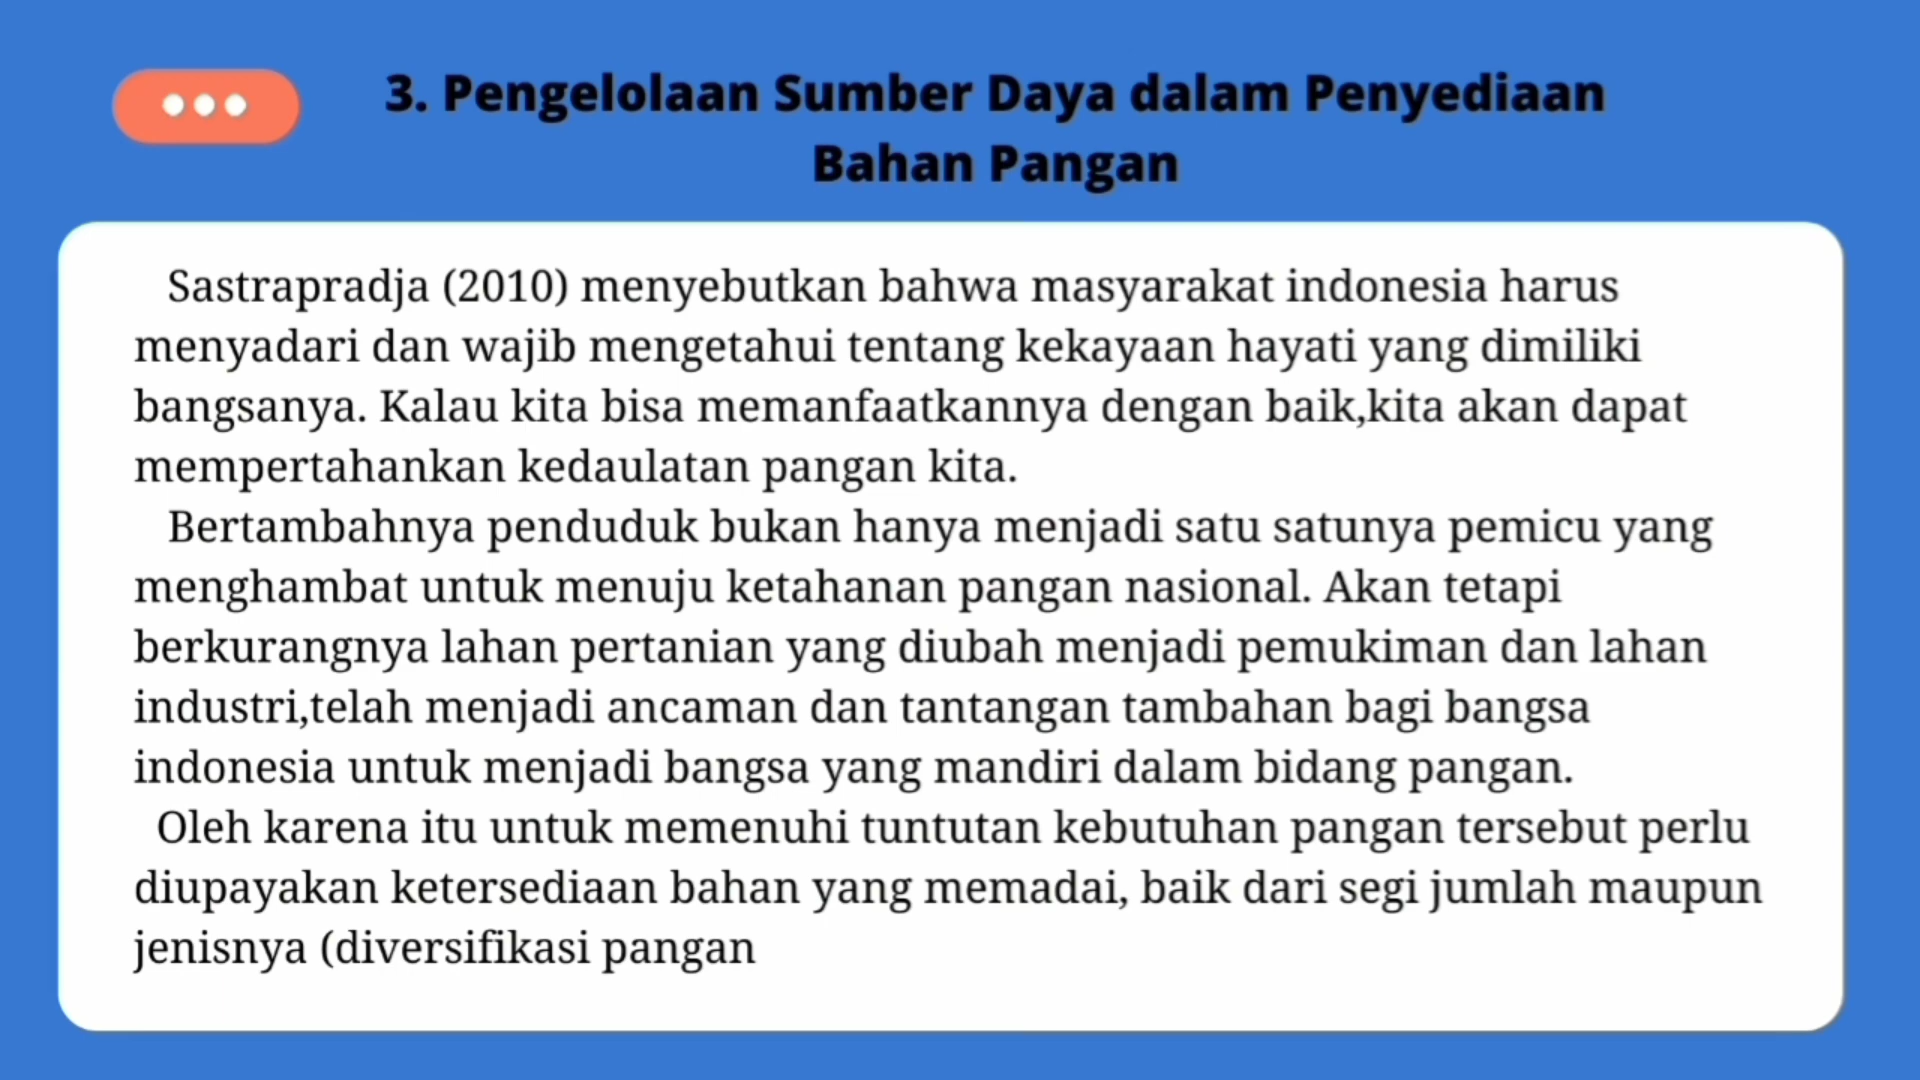 3. Pengelolaan Sumber Daya dalam Penyediaan
Bahan Pangan
Sastrapradja (2010) menyebutkan bahwa masyarakat indonesia harus
menyadari dan wajib mengetahui tentang kekayaan hayati yang dimiliki
bangsanya. Kalau kita bisa memanfaatkannya dengan baik,kita akan dapat
mempertahankan kedaulatan pangan kita.
Bertambahnya penduduk bukan hanya menjadi satu satunya pemicu yang
menghambat untuk menuju ketahanan pangan nasional. Akan tetapi
berkurangnya lahan pertanian yang diubah menjadi pemukiman dan lahan
industri,telah menjadi ancaman dan tantangan tambahan bagi bangsa
indonesia untuk menjadi bangsa yang mandiri dalam bidang pangan.
Oleh karena itu untuk memenuhi tuntutan kebutuhan pangan tersebut perlu
diupayakan ketersediaan bahan yang memadai, baik dari segi jumlah maupun
jenisnya (diversifikasi pangan